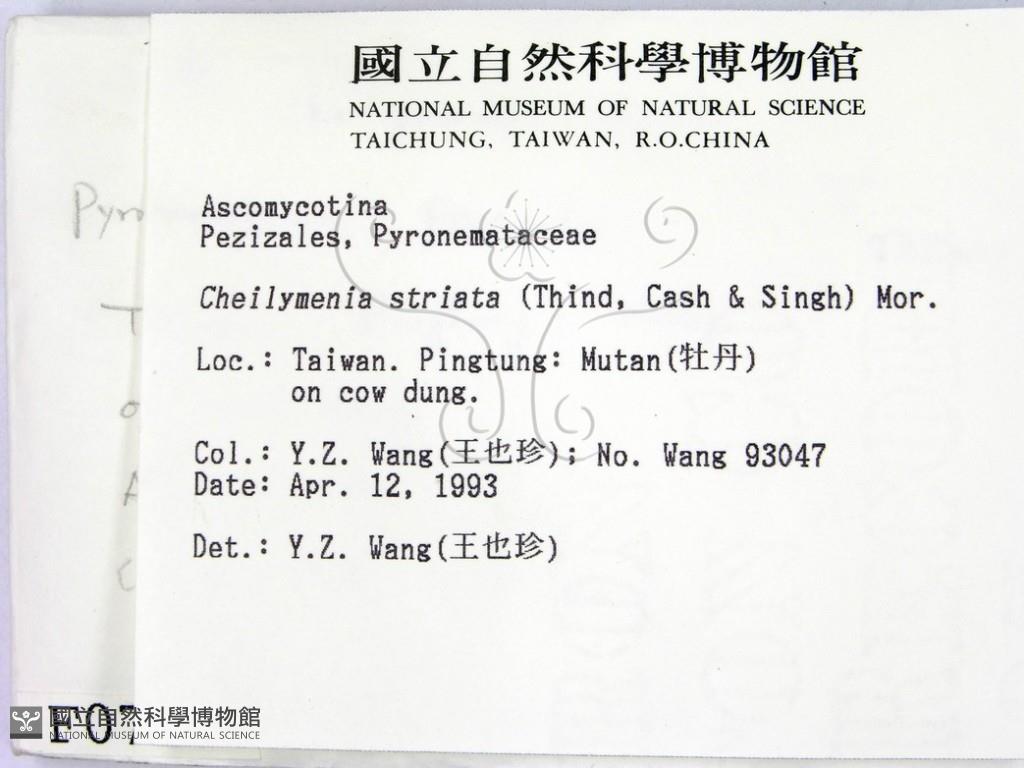 國立自然科學博物館
NATIONAL MUSEUM OF NATURAL SCIENCE
TAICHUNG, TAIWAN, R.O.CHINA
Ascomycotina
Pezizales, Pyronemataceae
Cheilymenia striata (Thind, Cash & Singh) Mor.
Loc.: Taiwan. Pingtung: Mutan(牡丹)
on cow dung.
Col.: Y.Z. Wang(王也珍); No. Wang 93047
Date: Apr. 12, 1993
Det.: Y.Z. Wang(王也珍)
國立自然科學博物館
NATIONAL MUSEUM OF NATURAL SCIENCE